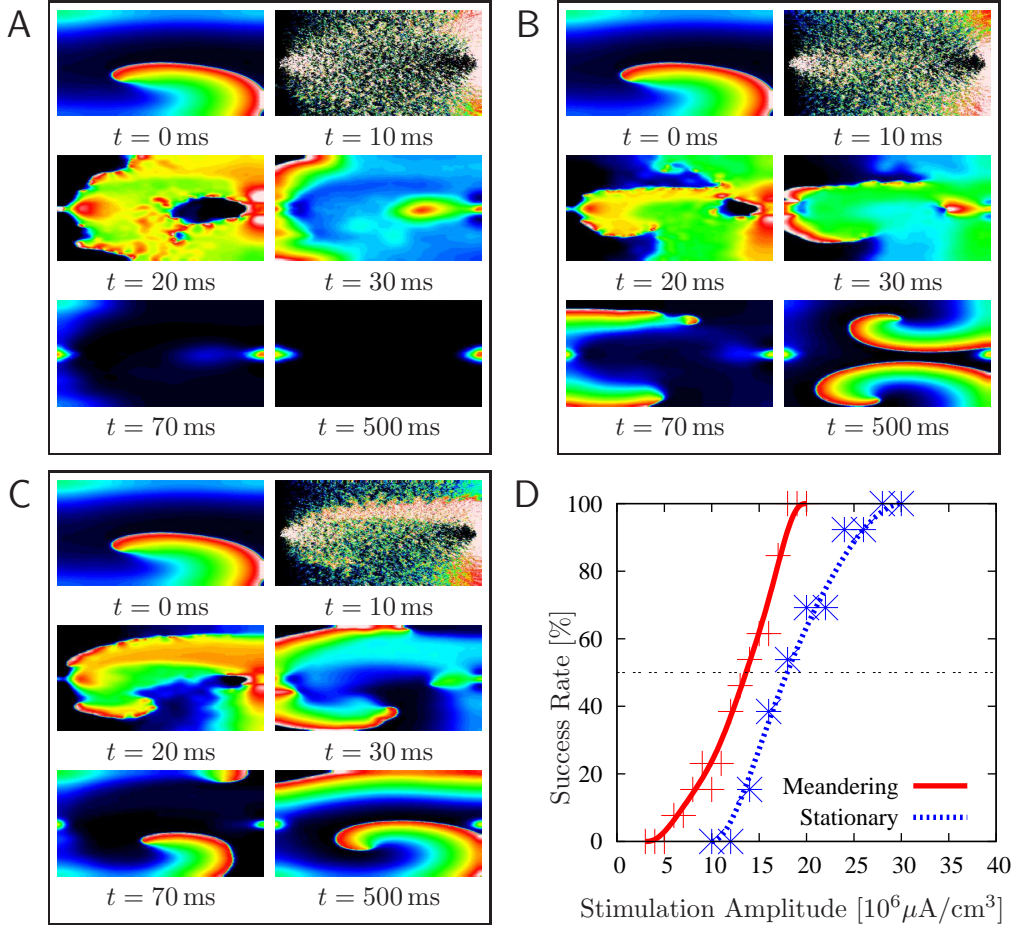 A
t = 0 ms
t = 10 ms
t = 20 ms
t = 30 ms
t = 70 ms
t = 500 ms
B
t = 0 ms
t = 10 ms
t = 20 ms
t = 30 ms
t = 70 ms
t = 500 ms
C
t = 0 ms
t = 10 ms
t = 20 ms
t = 30 ms
t = 70 ms
t = 500 ms
D
Success Rate [%]
100
80
60
40
20
0
Meandering
Stationary
0 5 10 15 20 25 30 35 40
Stimulation Amplitude [10⁶μA/cm³]